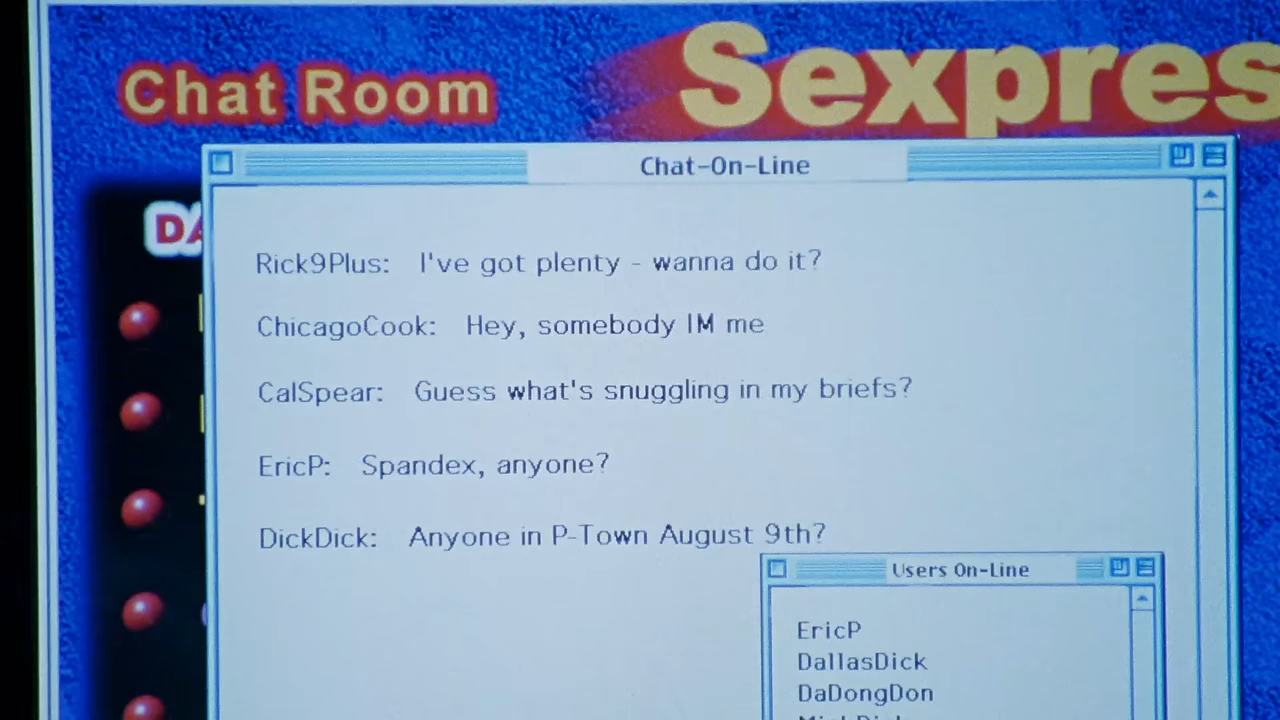 Chat Room
Sexpres
Chat-On-Line
DA
Rick9Plus: I've got plenty - wanna do it?
ChicagoCook: Hey, somebody IM me
CalSpear: Guess what's snuggling in my briefs?
EricP: Spandex, anyone?
DickDick: Anyone in P-Town August 9th?
Users On-Line
EricP
DallasDick
DaDongDon